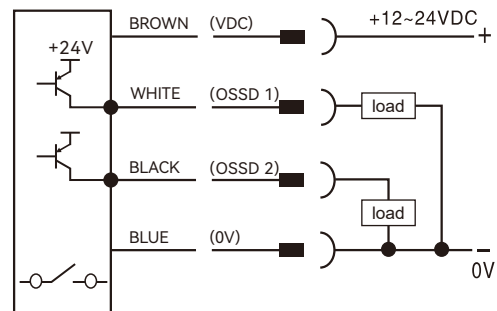 BROWN (VDC) +12~24VDC
+
+24V
WHITE (OSSD 1) load
BLACK (OSSD 2)
load
BLUE (0V) -
0V